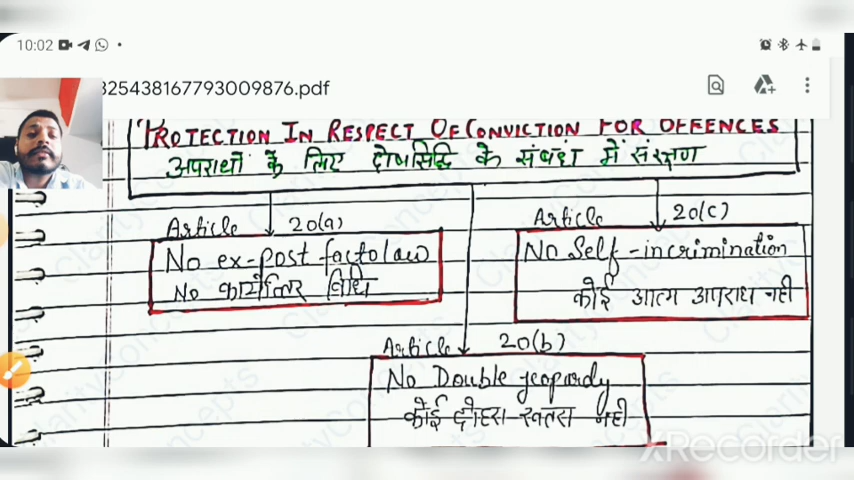 10:02
325438167793009876.pdf
PROTECTION IN RESPECT OF CONVICTION FOR OFFENCES
अपराधों के लिए दोषसिद्धि के संबंध में संरक्षण
Article 20(a)
No ex-post facto law
No कार्योत्तर विधि
Article 20(c)
No Self-incrimination
कोई आत्म अपराध नहीं
Article 20(b)
No Double jeopardy
कोई दोहरा खतरा नहीं
XRecorder